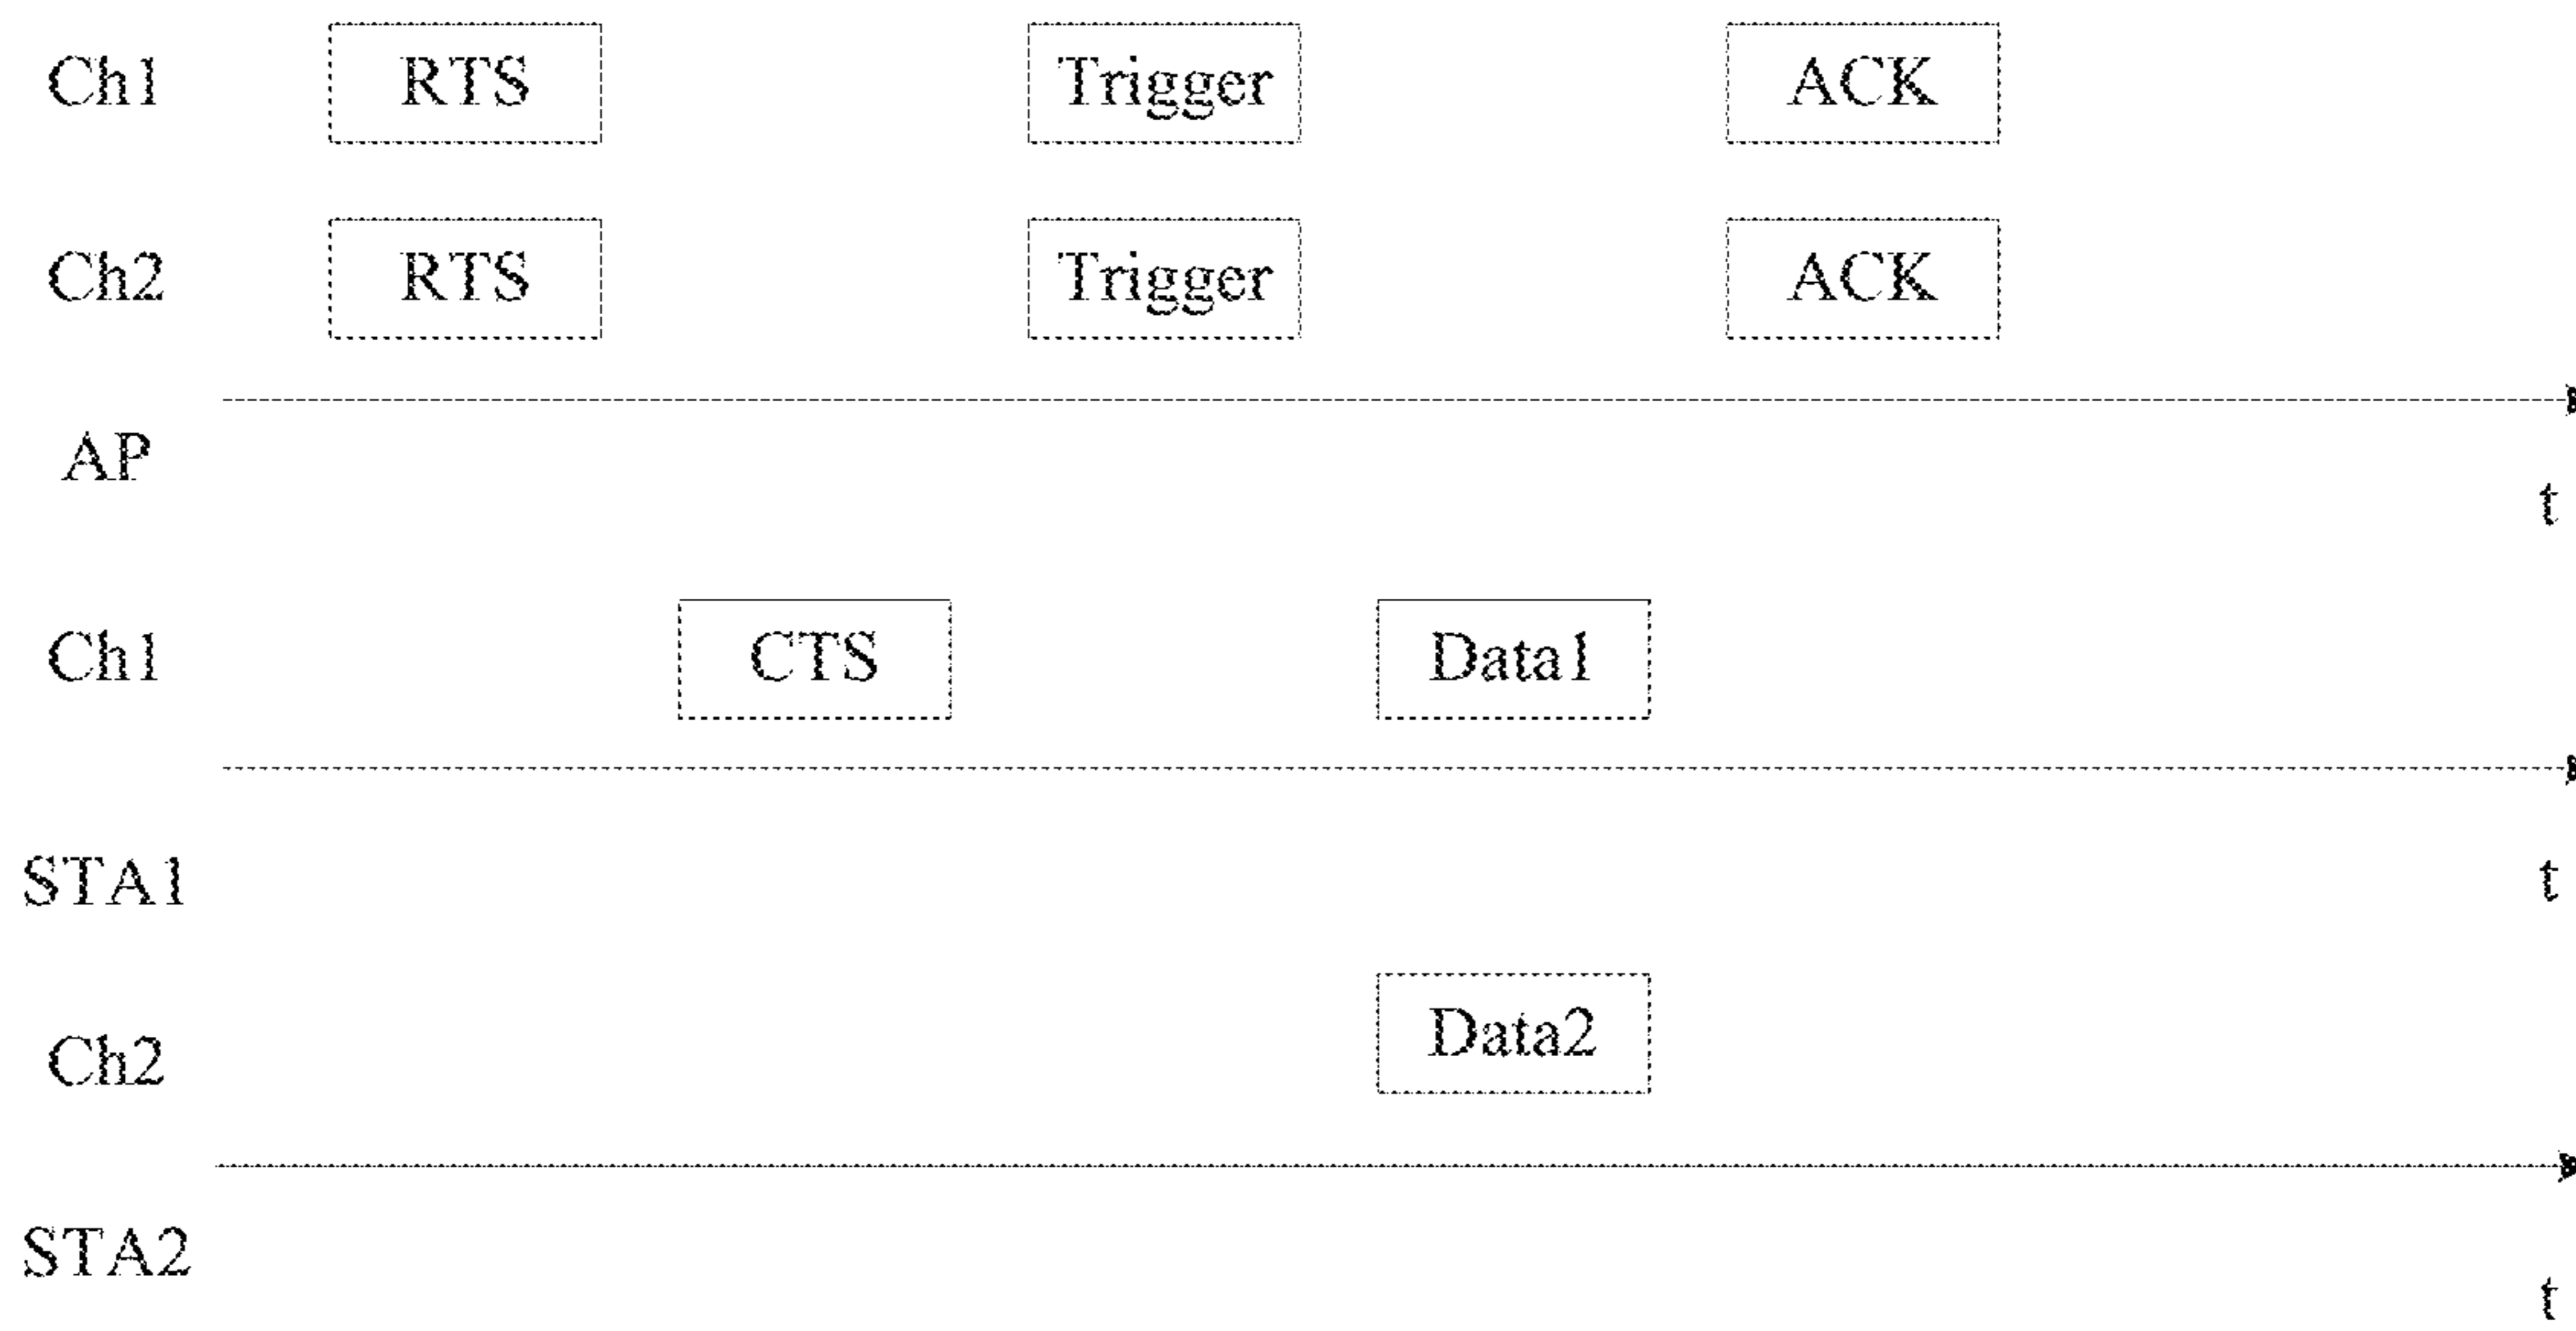 Ch1 RTS Trigger ACK
Ch2 RTS Trigger ACK
AP
t
Ch1 CTS Data1
STA1 t
Ch2 Data2
STA2
t